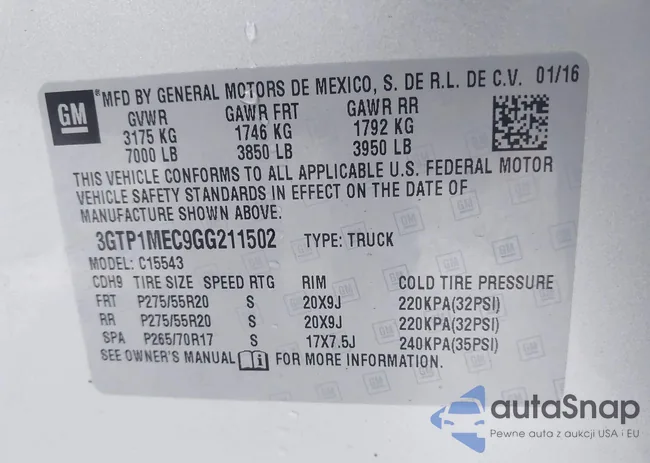 GM
®MFD BY GENERAL MOTORS DE MEXICO, S. DE R.L. DE C.V. 01/16
GVWR GAWR FRT GAWR RR
3175 KG 1746 KG 1792 KG
7000 LB 3850 LB 3950 LB
THIS VEHICLE CONFORMS TO ALL APPLICABLE U.S. FEDERAL MOTOR
VEHICLE SAFETY STANDARDS IN EFFECT ON THE DATE OF
MANUFACTURE SHOWN ABOVE.
3GTP1MEC9GG211502 TYPE: TRUCK
MODEL: C15543
CDH9 TIRE SIZE SPEED RTG RIM COLD TIRE PRESSURE
FRT P275/55R20 S 20X9J 220KPA(32PSI)
RR P275/55R20 S 20X9J 220KPA(32PSI)
SPA P265/70R17 S 17X7.5J 240KPA(35PSI)
SEE OWNER'S MANUAL FOR MORE INFORMATION.
autaSnap
Pewne auta z aukcji USA i EU